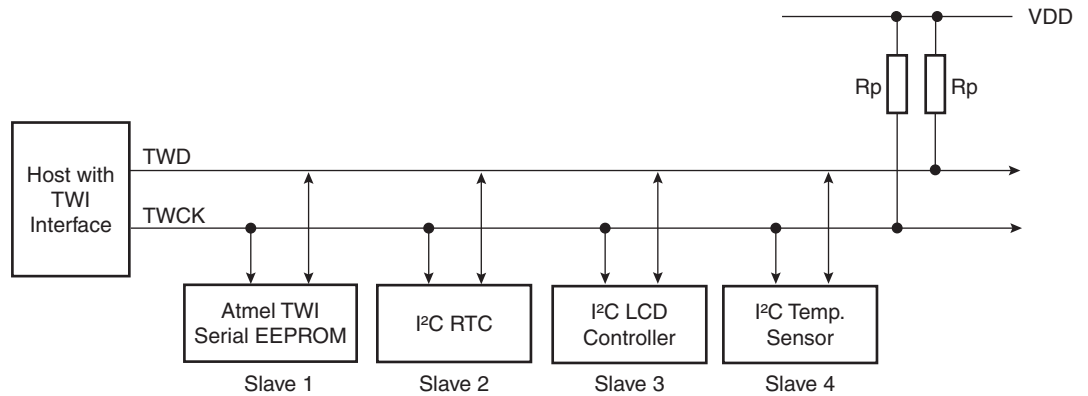 VDD
Rp
Rp
Host with
TWI
Interface
TWD
TWCK
Atmel TWI
Serial EEPROM
I²C RTC
I²C LCD
Controller
I²C Temp.
Sensor
Slave 1
Slave 2
Slave 3
Slave 4